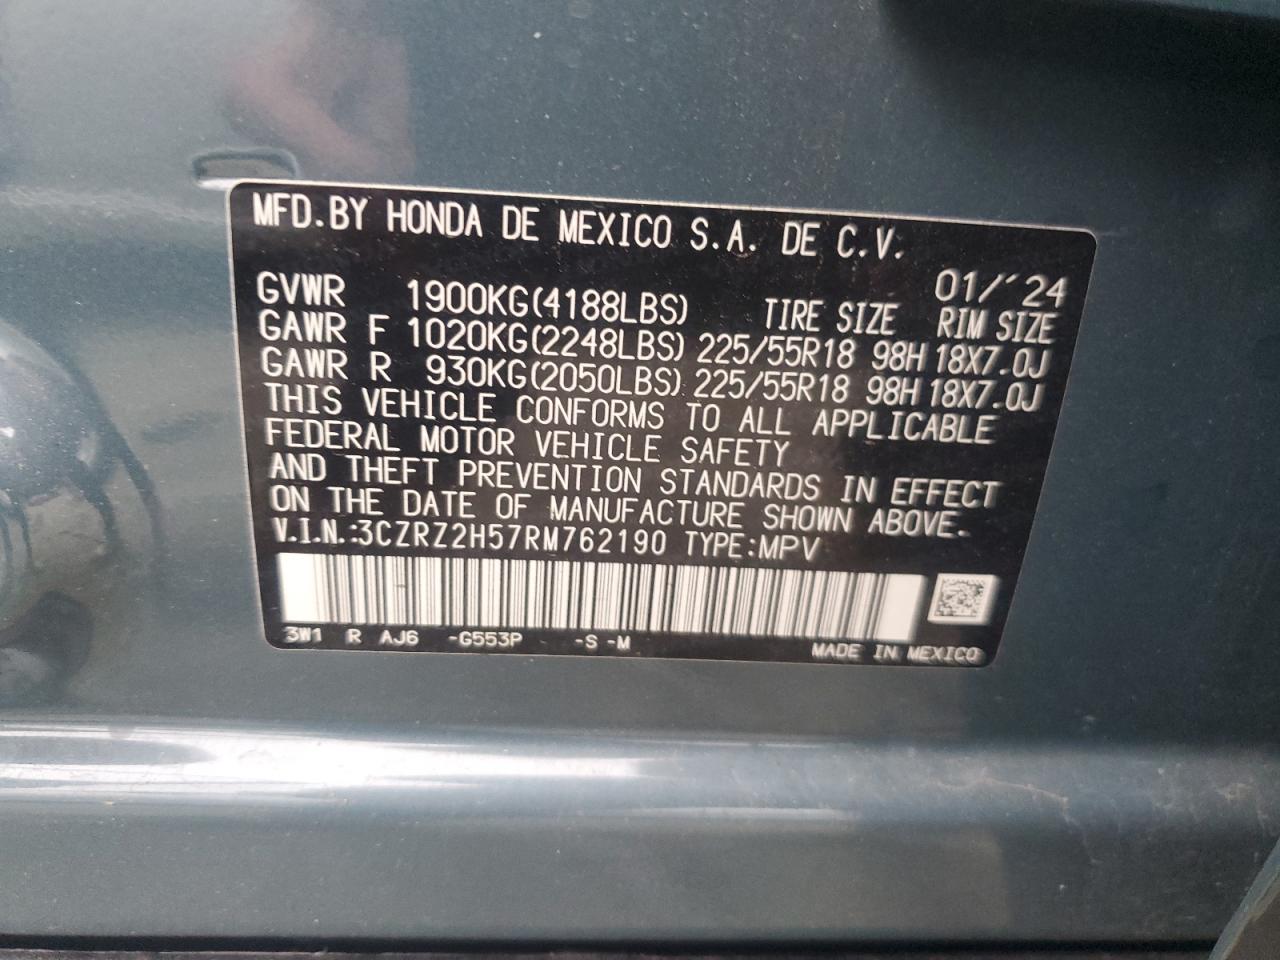 MFD.BY HONDA DE MEXICO S.A. DE C.V.
01/'24
GVWR 1900KG(4188LBS) TIRE SIZE RIM SIZE
GAWR F 1020KG(2248LBS) 225/55R18 98H 18X7.0J
GAWR R 930KG(2050LBS) 225/55R18 98H 18X7.0J
THIS VEHICLE CONFORMS TO ALL APPLICABLE
FEDERAL MOTOR VEHICLE SAFETY
AND THEFT PREVENTION STANDARDS IN EFFECT
ON THE DATE OF MANUFACTURE SHOWN ABOVE.
V.I.N.:3CZRZ2H57RM762190 TYPE:MPV
3W1 R AJ6 -G553P -S -M
MADE IN MEXICO